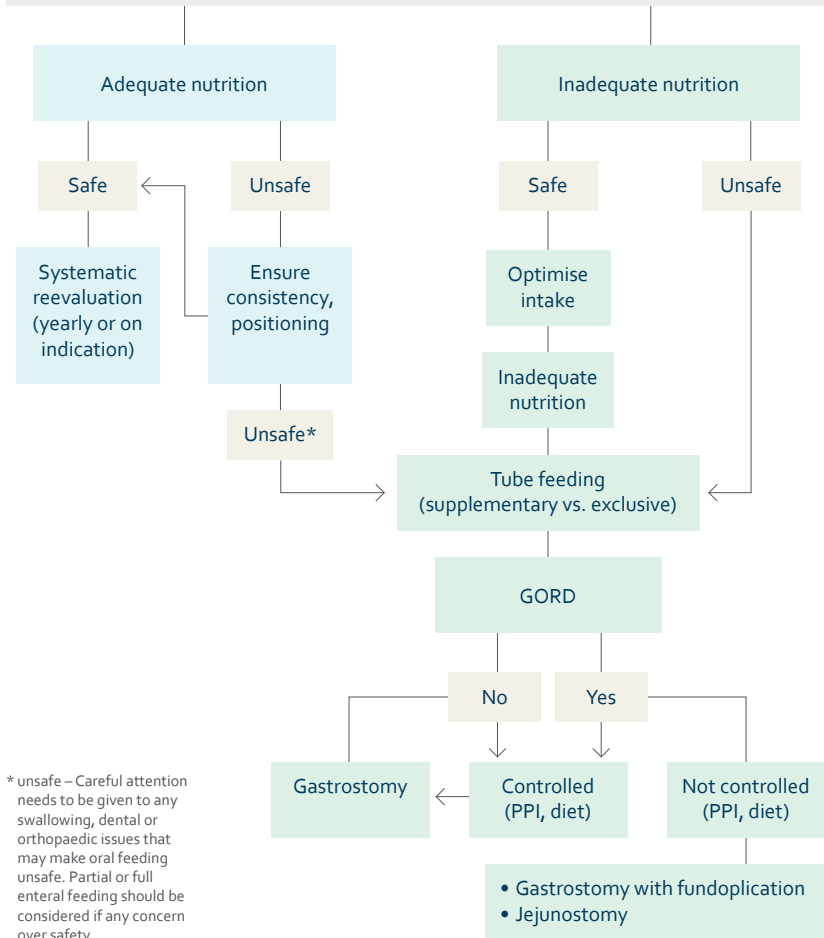 Adequate nutrition
Inadequate nutrition
Safe
Unsafe
Safe
Unsafe
Systematic
reevaluation
(yearly or on
indication)
Ensure
consistency,
positioning
Optimise
intake
Inadequate
nutrition
Unsafe*
Tube feeding
(supplementary vs. exclusive)
GORD
No
Yes
Gastrostomy
Controlled
(PPI, diet)
Not controlled
(PPI, diet)
• Gastrostomy with fundoplication
• Jejunostomy
* unsafe – Careful attention
needs to be given to any
swallowing, dental or
orthopaedic issues that
may make oral feeding
unsafe. Partial or full
enteral feeding should be
considered if any concern
over safety